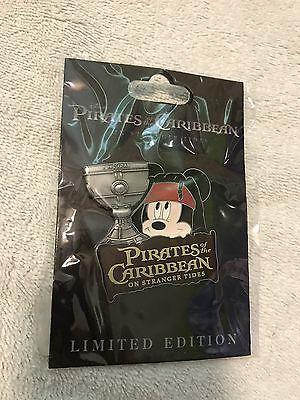 PIRATES of the CARIBBEAN
PIRATES of the
CARIBBEAN
ON STRANGER TIDES
LIMITED EDITION